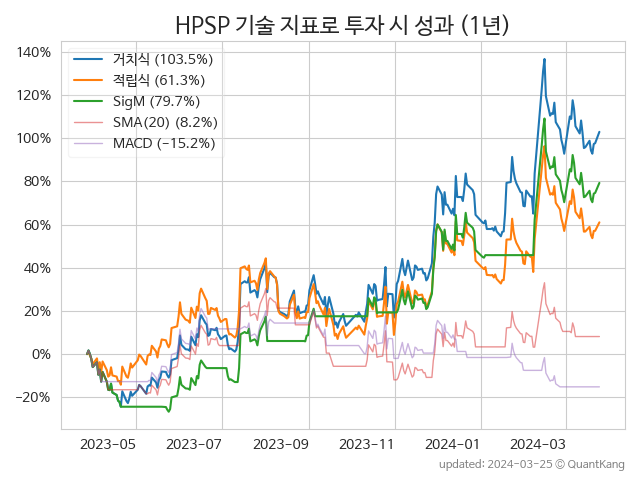 HPSP 기술 지표로 투자 시 성과 (1년)
140%
120%
100%
80%
60%
40%
20%
0%
−20%
거치식 (103.5%)
적립식 (61.3%)
SigM (79.7%)
SMA(20) (8.2%)
MACD (−15.2%)
2023-05 2023-07 2023-09 2023-11 2024-01 2024-03
updated: 2024-03-25 © QuantKang